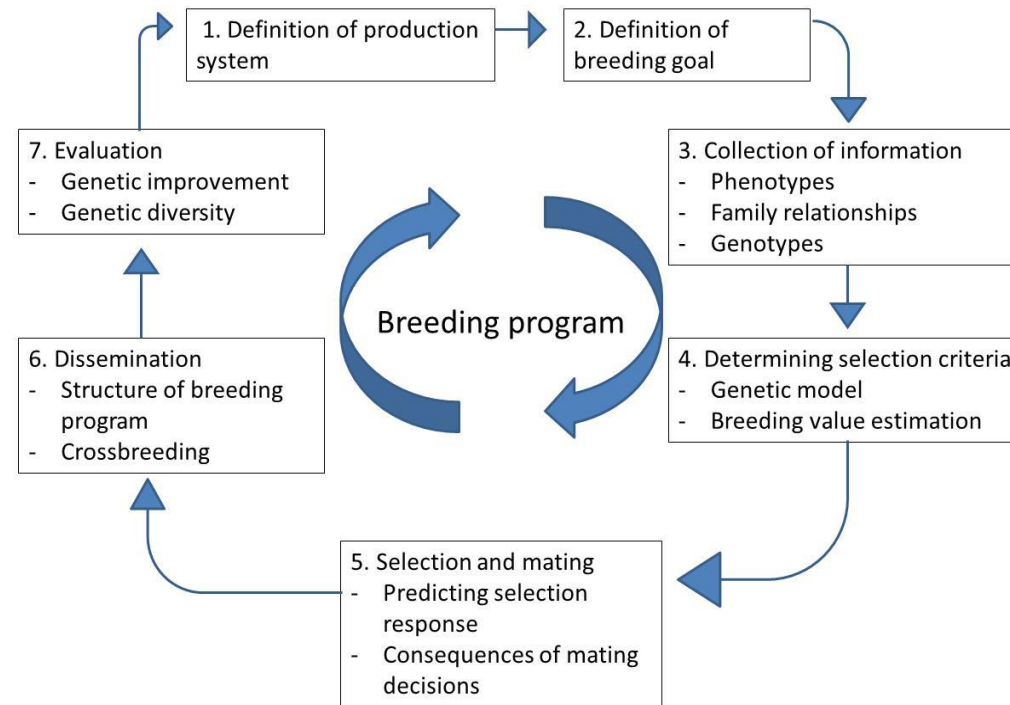 1. Definition of production
system
2. Definition of
breeding goal
3. Collection of information
- Phenotypes
- Family relationships
- Genotypes
4. Determining selection criteria
- Genetic model
- Breeding value estimation
5. Selection and mating
- Predicting selection
response
- Consequences of mating
decisions
6. Dissemination
- Structure of breeding
program
- Crossbreeding
7. Evaluation
- Genetic improvement
- Genetic diversity
Breeding program